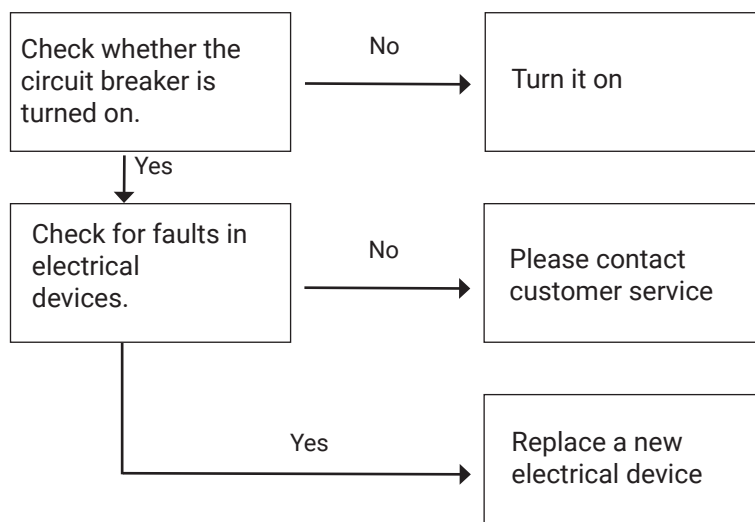 Check whether the
circuit breaker is
turned on.
No
Turn it on
Yes
Check for faults in
electrical
devices.
No
Please contact
customer service
Yes
Replace a new
electrical device